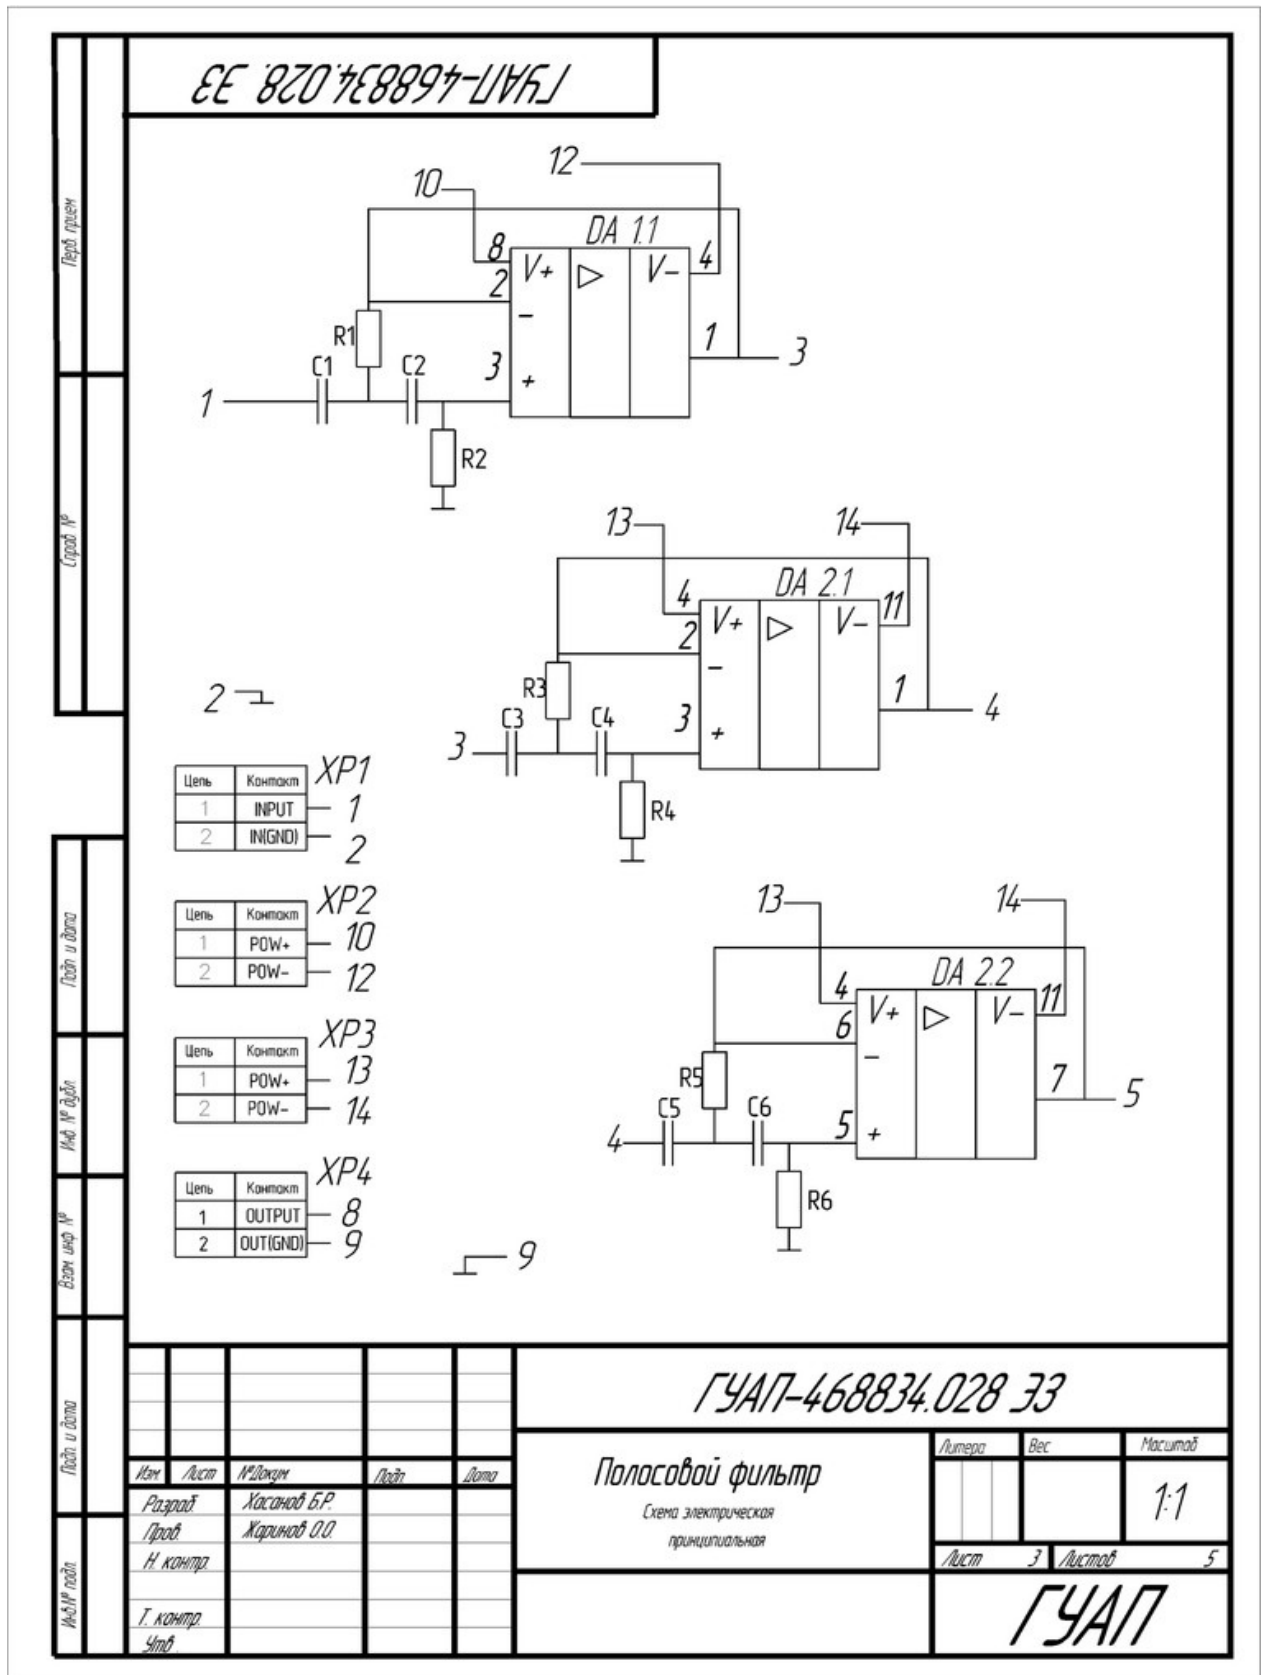 ГУАП-468834.028. ЭЗ
Перв. прием
Справ №
Подп и дата
Инв № дубл
Взам инф №
Подп и дата
Инв.№ подл.
12
10
DA 1.1
8 V+ V- 4
2 -
R1
3 +
1 3
C1 C2
1
R2
13 14
DA 2.1
4 V+ V- 11
2 -
R3
3 +
1 4
C3 C4
3
R4
2
13 14
DA 2.2
4 V+ V- 11
6 -
R5
5 +
7 5
C5 C6
4
R6
XP1
Цепь Контакт
1 INPUT 1
2 IN(GND) 2
XP2
Цепь Контакт
1 POW+ 10
2 POW- 12
XP3
Цепь Контакт
1 POW+ 13
2 POW- 14
XP4
Цепь Контакт
1 OUTPUT 8
2 OUT(GND) 9
9
ГУАП-468834.028 ЭЗ
Изм Лист №Докум Подп Дата
Разраб. Хасанов Б.Р.
Пров. Жаринов О.О.
Н. контр.
Т. контр.
Утв.
Полосовой фильтр
Схема электрическая
принципиальная
Литера Вес Масштаб
1:1
Лист 3 Листов 5
ГУАП